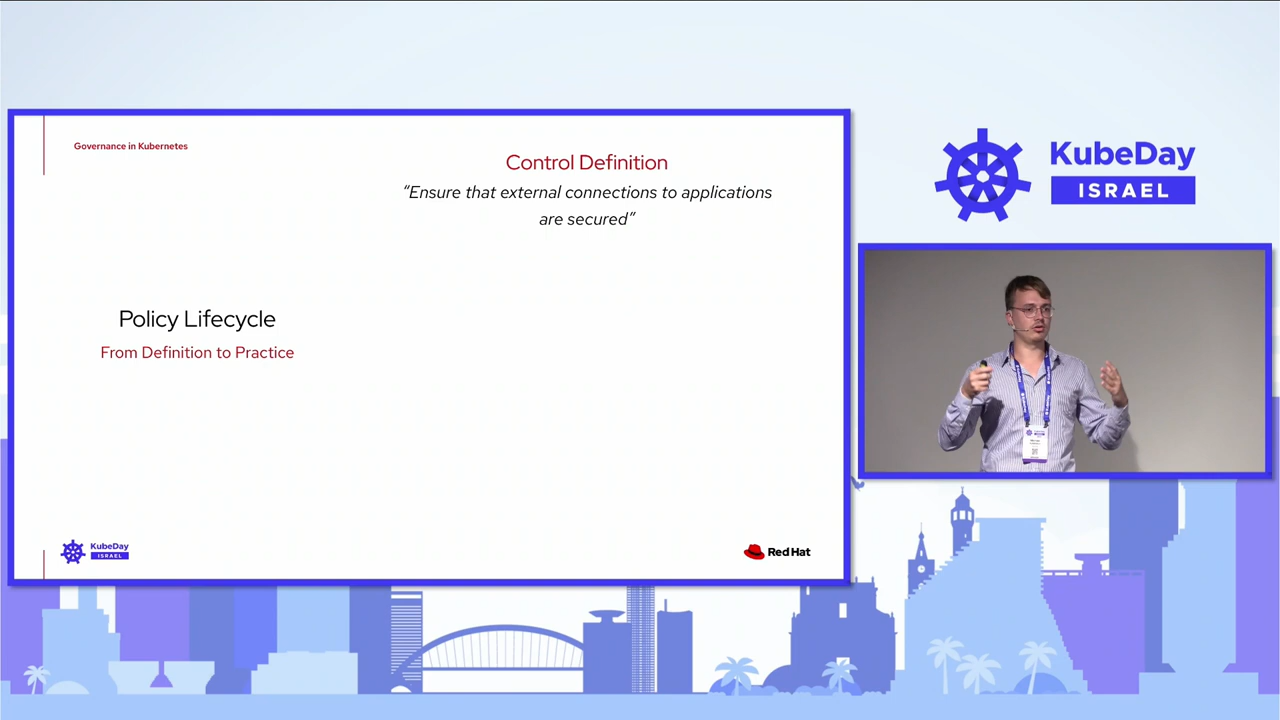 Governance in Kubernetes
Control Definition
"Ensure that external connections to applications
are secured"
Policy Lifecycle
From Definition to Practice
KubeDay
ISRAEL
Red Hat
KubeDay
ISRAEL